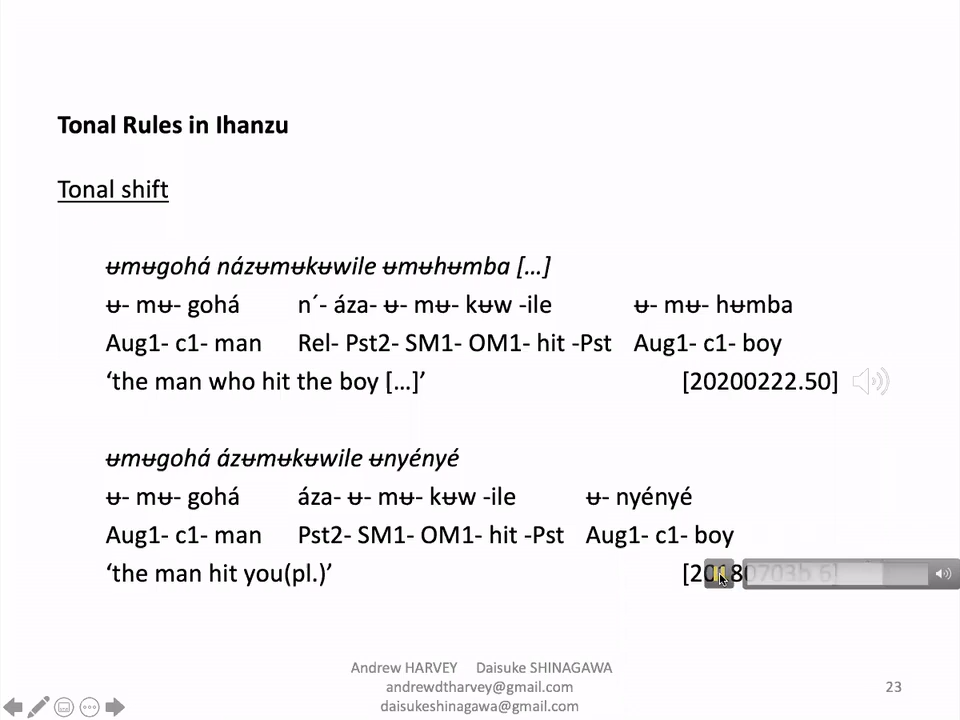 Tonal Rules in Ihanzu
Tonal shift
ʉmʉgohá názʉmʉkʉwile ʉmʉhʉmba […]
ʉ- mʉ- gohá n´- áza- ʉ- mʉ- kʉw -ile ʉ- mʉ- hʉmba
Aug1- c1- man Rel- Pst2- SM1- OM1- hit -Pst Aug1- c1- boy
‘the man who hit the boy […]’ [20200222.50]
ʉmʉgohá ázʉmʉkʉwile ʉnyényé
ʉ- mʉ- gohá áza- ʉ- mʉ- kʉw -ile ʉ- nyényé
Aug1- c1- man Pst2- SM1- OM1- hit -Pst Aug1- c1- boy
‘the man hit you(pl.)’ [20180703b 6]
Andrew HARVEY Daisuke SHINAGAWA
andrewdtharvey@gmail.com
daisukeshinagawa@gmail.com
23